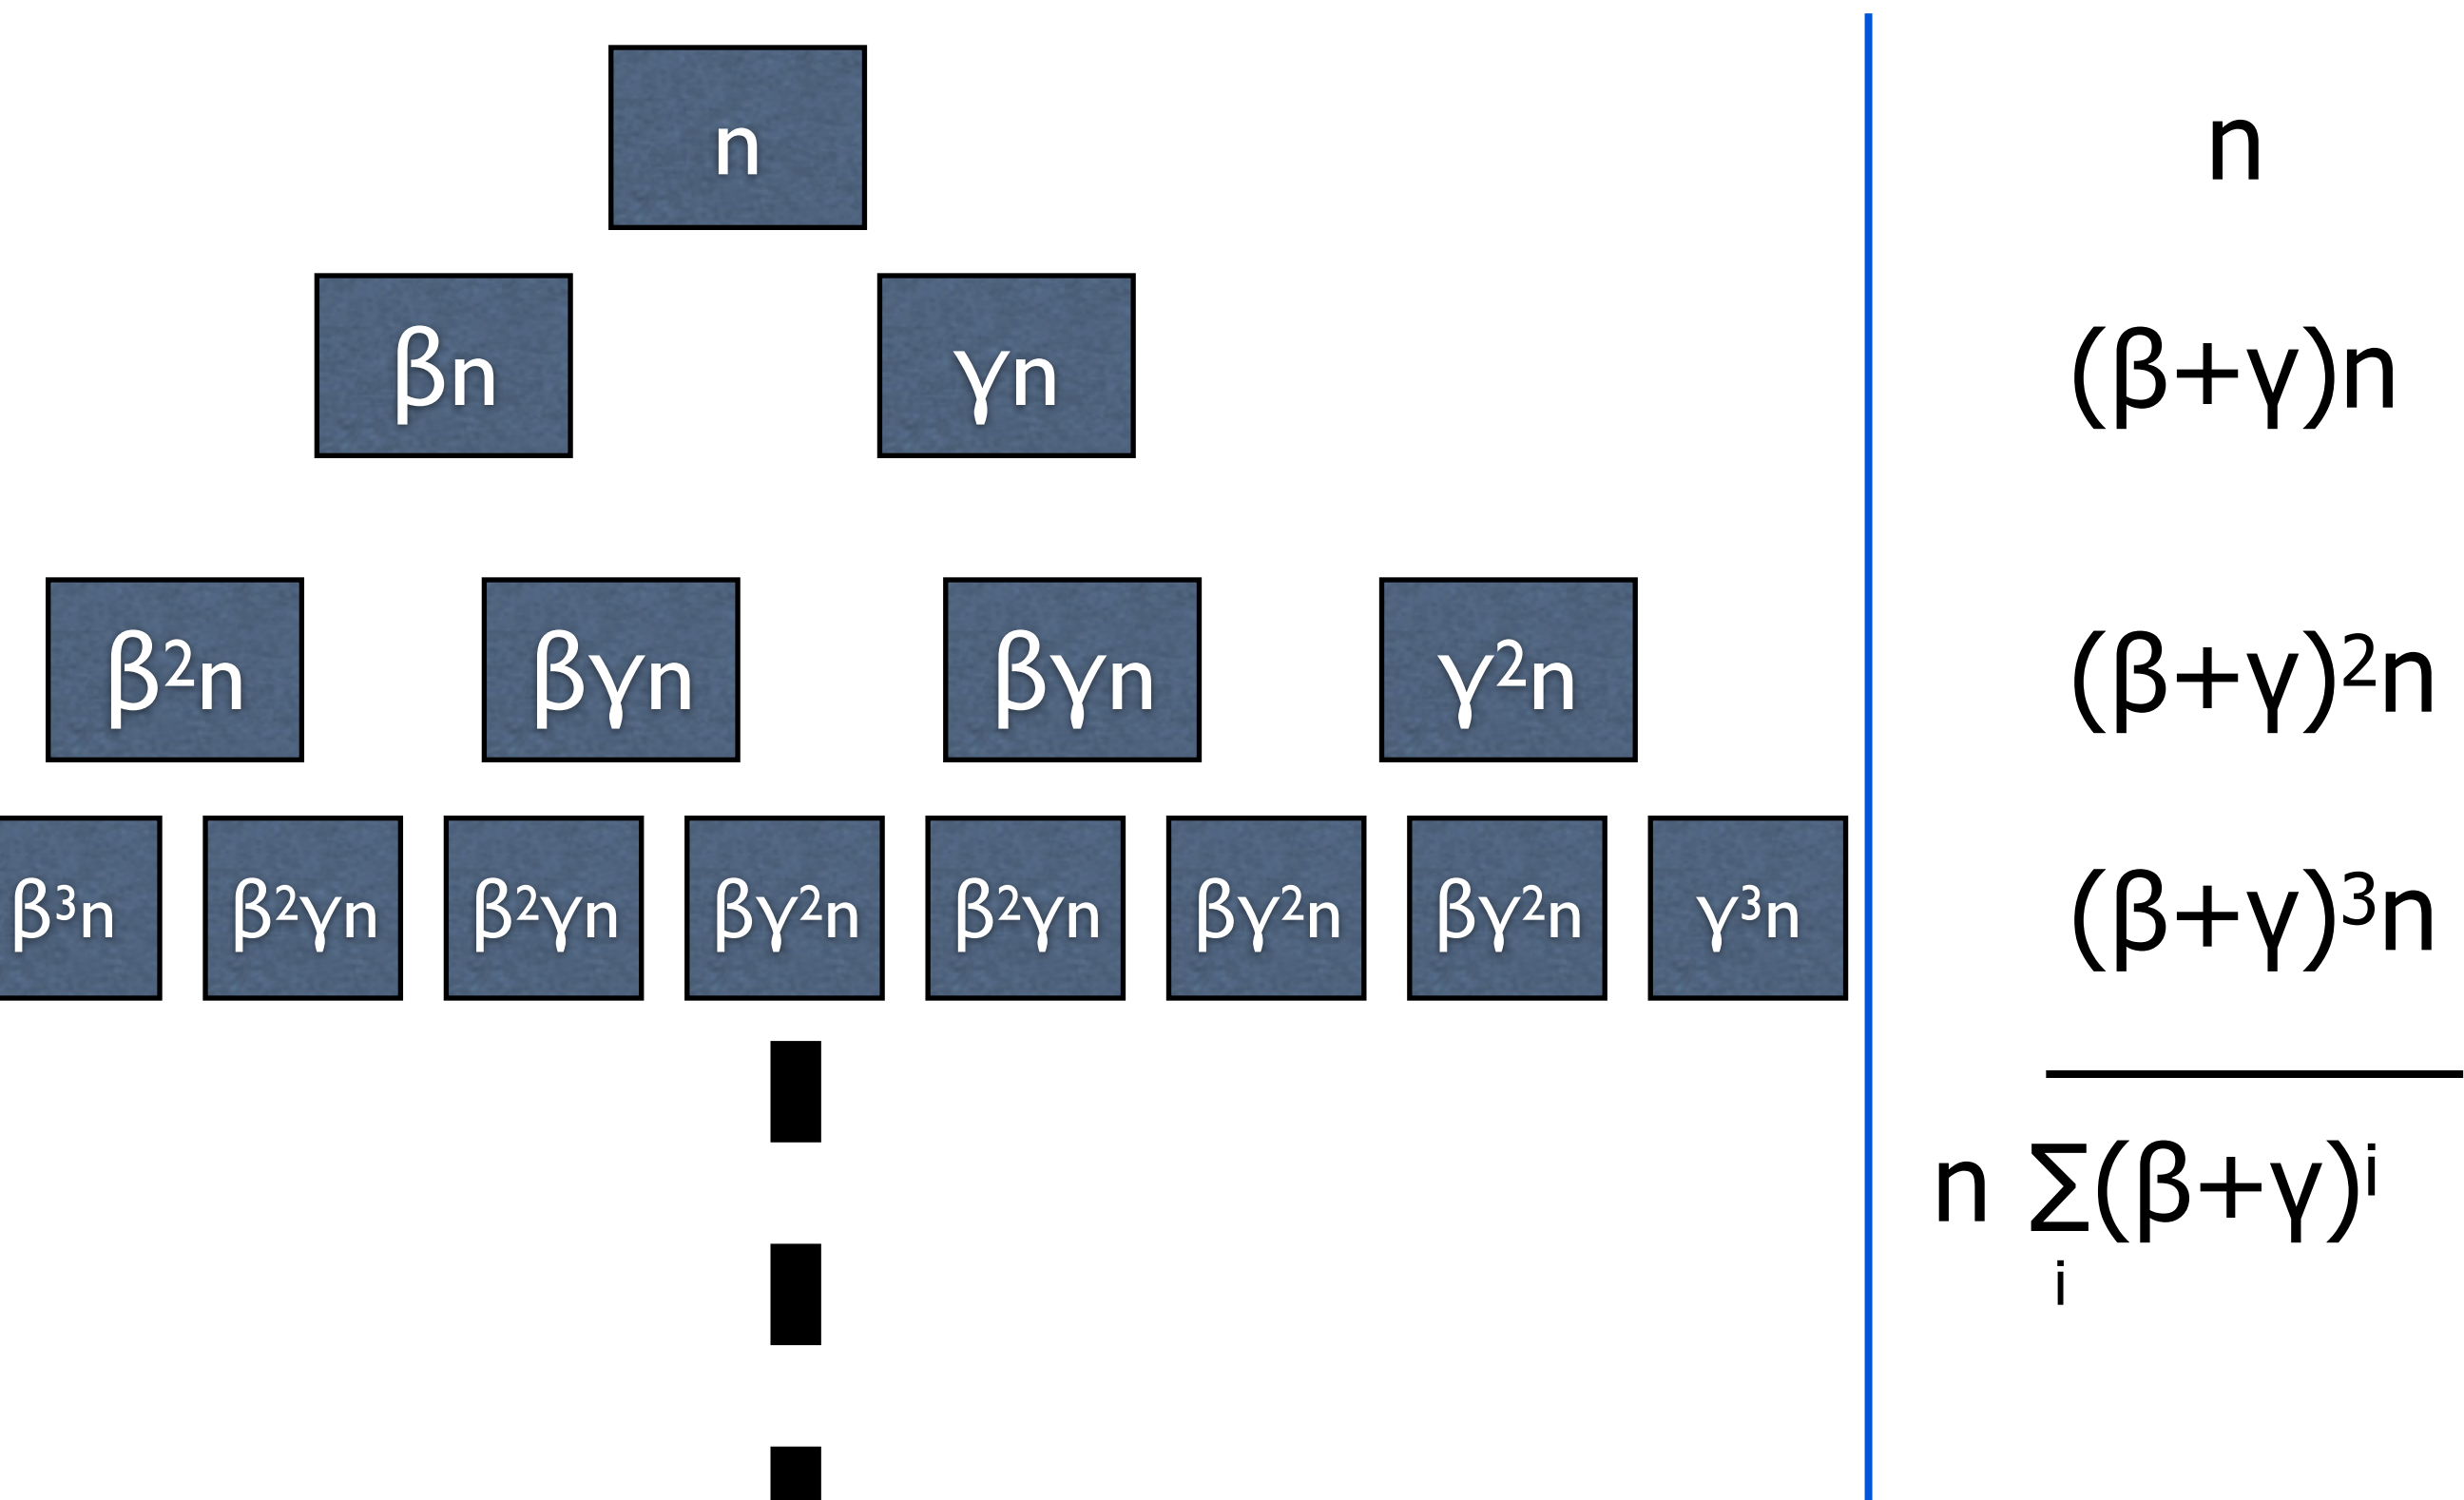 n n
βn γn (β+γ)n
β²n βγn βγn γ²n (β+γ)²n
β³n β²γn β²γn βγ²n β²γn βγ²n βγ²n γ³n (β+γ)³n
n ∑(β+γ)ⁱ
i